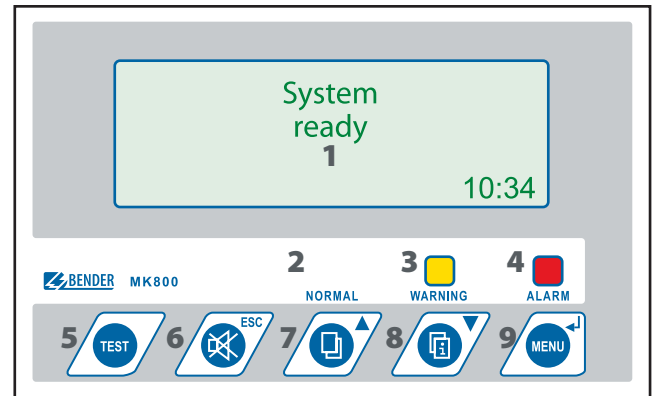 System
ready
1
10:34
BENDER MK800
2 3 4
NORMAL WARNING ALARM
5 TEST 6 ESC 7 8 i 9 MENU